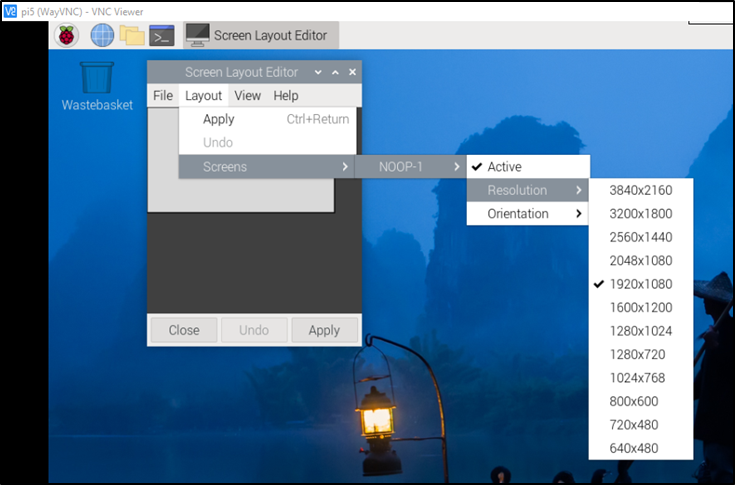 pi5 (WayVNC) - VNC Viewer
Screen Layout Editor
Wastebasket
Screen Layout Editor
File Layout View Help
Apply Ctrl+Return
Undo
Screens
NOOP-1
Active
Resolution
Orientation
3840x2160
3200x1800
2560x1440
2048x1080
1920x1080
1600x1200
1280x1024
1280x720
1024x768
800x600
720x480
640x480
Close Undo Apply